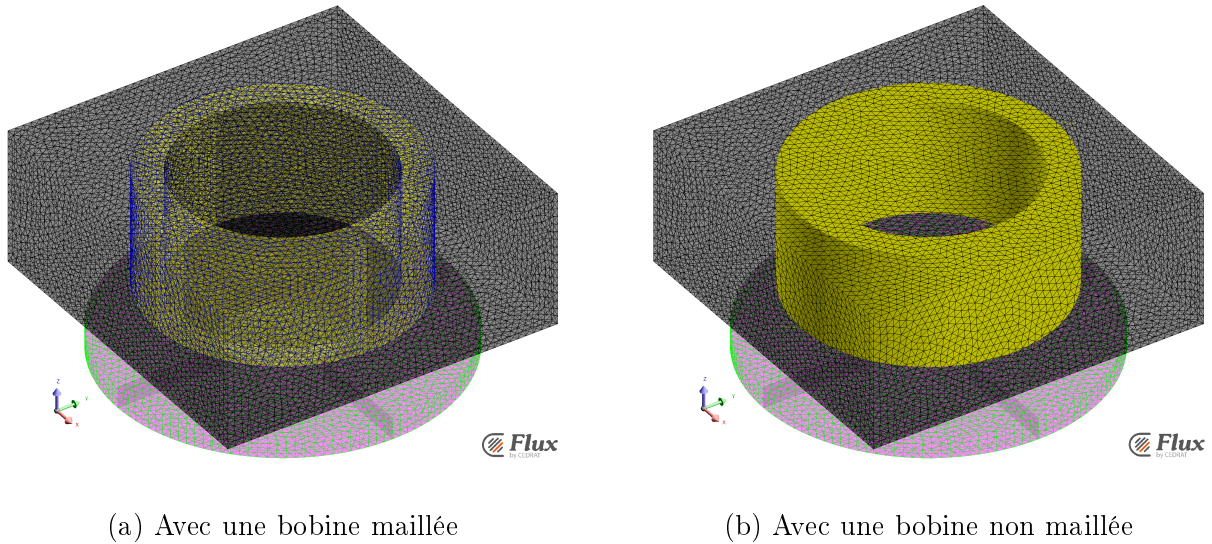 Z
Y
X
Flux
by CEDRAT
Z
Y
X
Flux
by CEDRAT
(a) Avec une bobine maillée
(b) Avec une bobine non maillée